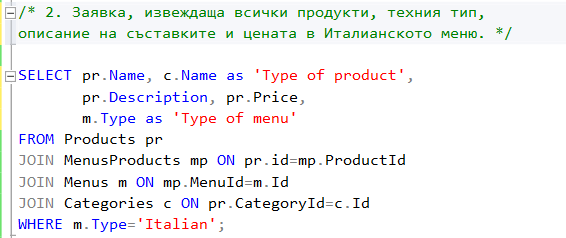 /* 2. Заявка, извеждаща всички продукти, техния тип,
описание на съставките и цената в Италианското меню. */
SELECT pr.Name, c.Name as 'Type of product',
pr.Description, pr.Price,
m.Type as 'Type of menu'
FROM Products pr
JOIN MenusProducts mp ON pr.id=mp.ProductId
JOIN Menus m ON mp.MenuId=m.Id
JOIN Categories c ON pr.CategoryId=c.Id
WHERE m.Type='Italian';